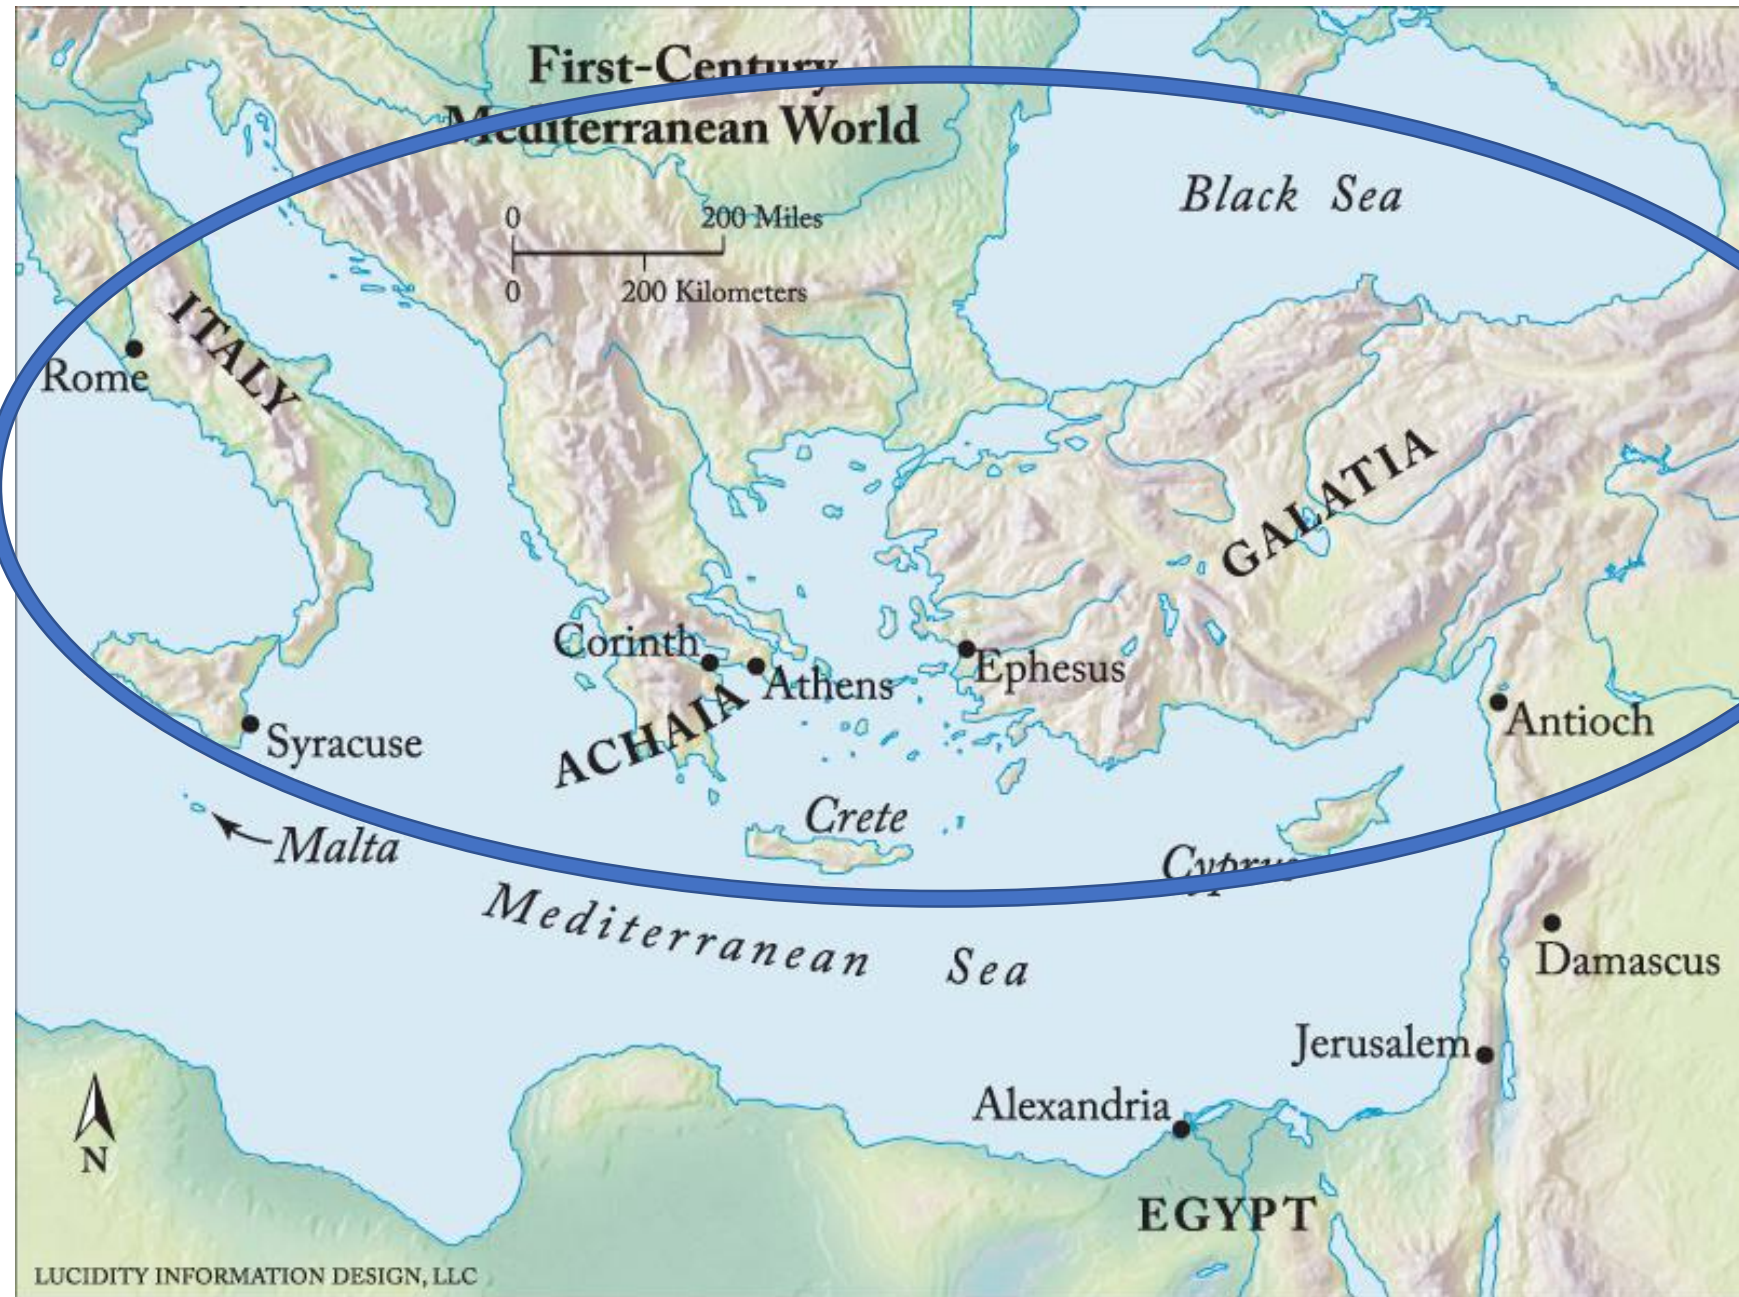 First-Century
Mediterranean World
Black Sea
0 200 Miles
0 200 Kilometers
ITALY
Rome
GALATIA
Corinth
Athens
Ephesus
ACHAIA
Antioch
Syracuse
Crete
Malta
Cyprus
Mediterranean Sea
Damascus
Jerusalem
Alexandria
N
EGYPT
LUCIDITY INFORMATION DESIGN, LLC